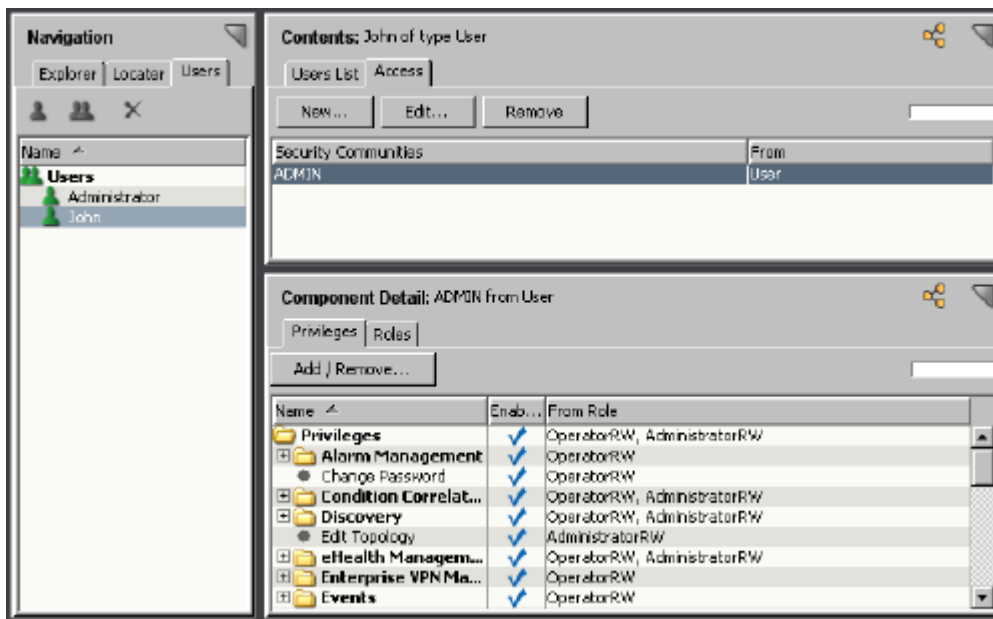 Navigation
Explorer Locater Users
Name
Users
Administrator
John
Contents: John of type User
Users List Access
New... Edit... Remove
Security Communities From
ADMIN User
Component Detail: ADMIN from User
Privileges Roles
Add / Remove...
Name Enab... From Role
Privileges OperatorRW, AdministratorRW
Alarm Management OperatorRW
Change Password OperatorRW
Condition Correlat... OperatorRW, AdministratorRW
Discovery OperatorRW, AdministratorRW
Edit Topology AdministratorRW
eHealth Managem... OperatorRW, AdministratorRW
Enterprise VPN Ma... OperatorRW
Events OperatorRW